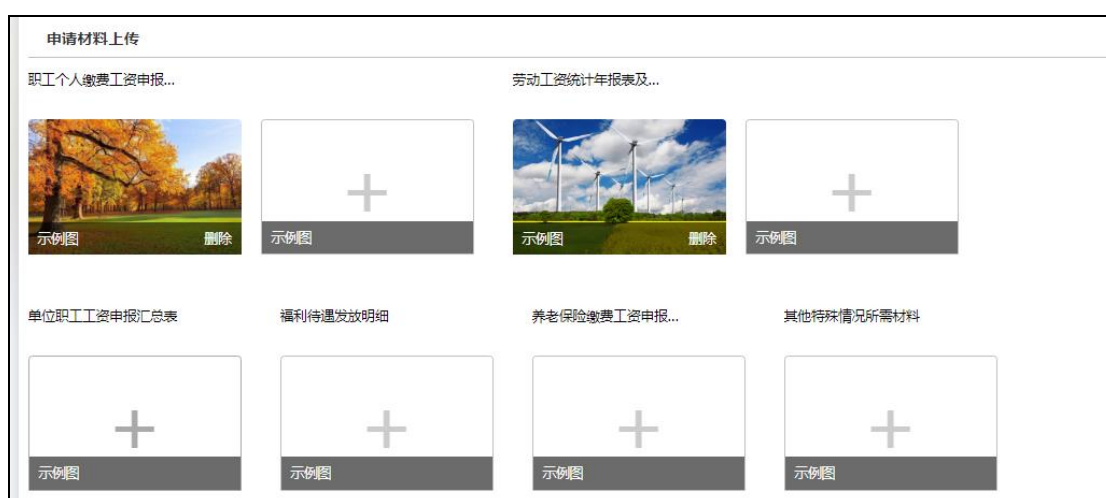 申请材料上传
职工个人缴费工资申报... 劳动工资统计年报表及...
示例图 删除 示例图 示例图 删除 示例图
单位职工工资申报汇总表 福利待遇发放明细 养老保险缴费工资申报... 其他特殊情况所需材料
示例图 示例图 示例图 示例图